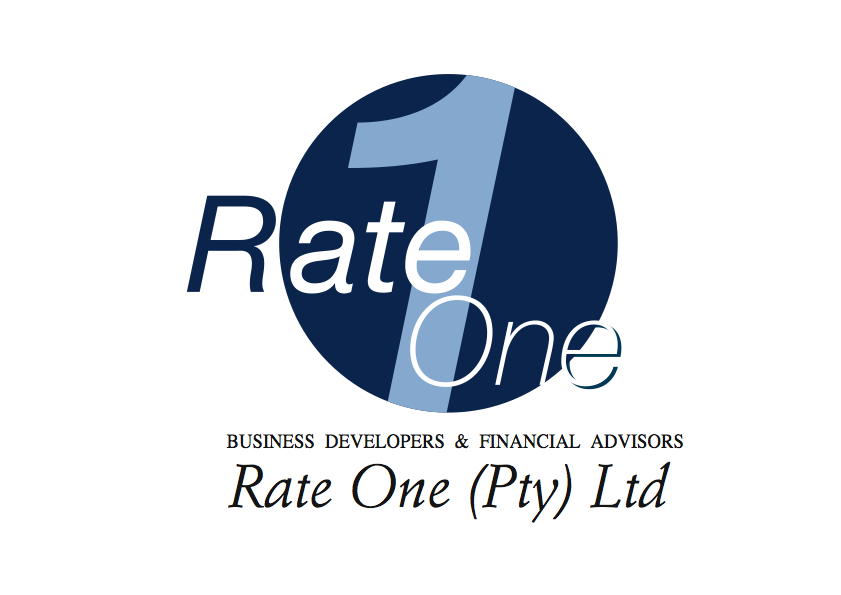 1
Rate
One
BUSINESS DEVELOPERS & FINANCIAL ADVISORS
Rate One (Pty) Ltd